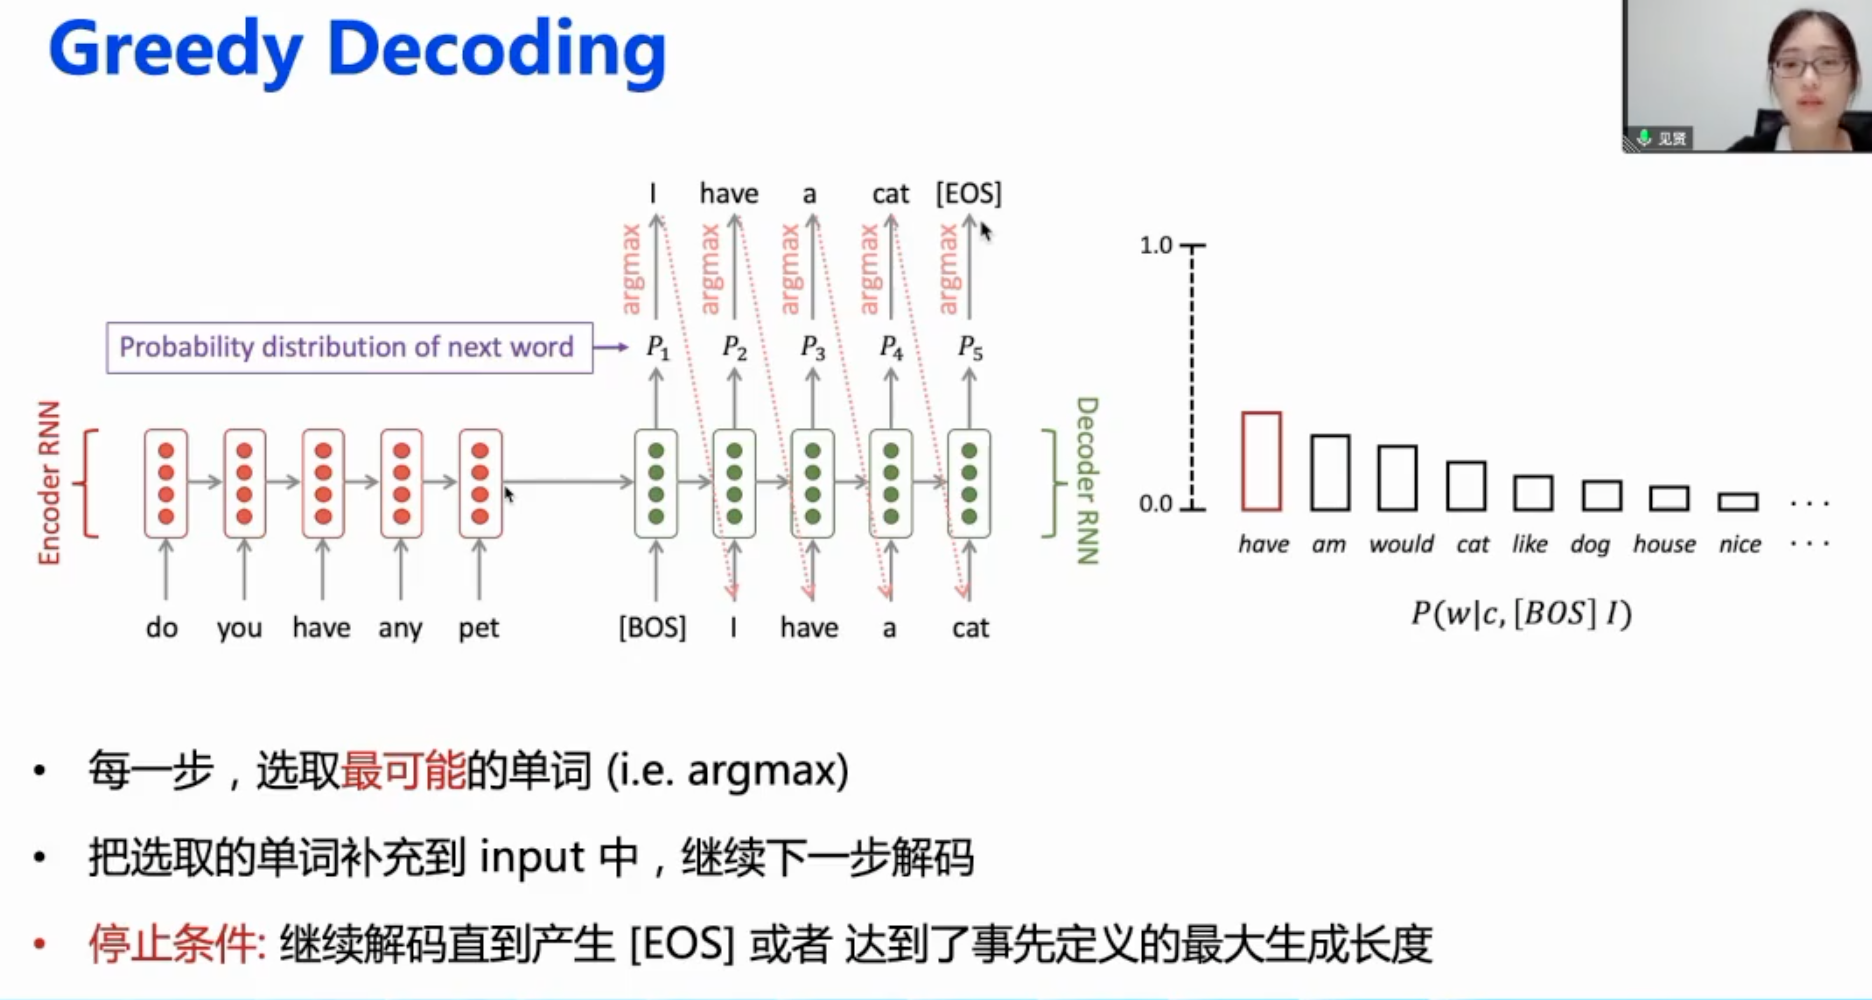 Greedy Decoding
见贤
I have a cat [EOS]
argmax argmax argmax argmax argmax
Probability distribution of next word
P1 P2 P3 P4 P5
Encoder RNN
Decoder RNN
do you have any pet
[BOS] I have a cat
1.0
0.0
have am would cat like dog house nice ···
···
P(w|c, [BOS] I)
• 每一步，选取最可能的单词 (i.e. argmax)
• 把选取的单词补充到 input 中，继续下一步解码
• 停止条件: 继续解码直到产生 [EOS] 或者 达到了事先定义的最大生成长度